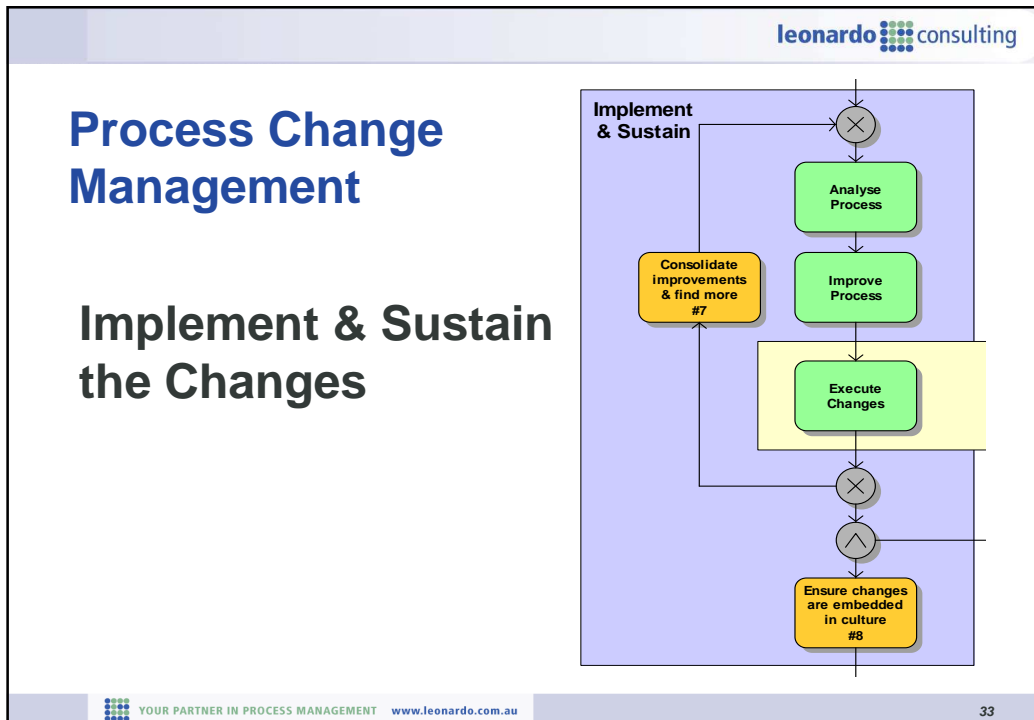 leonardo consulting
Process Change
Management
Implement & Sustain
the Changes
Implement
& Sustain
Analyse
Process
Consolidate
improvements
& find more
#7
Improve
Process
Execute
Changes
Ensure changes
are embedded
in culture
#8
YOUR PARTNER IN PROCESS MANAGEMENT www.leonardo.com.au
33